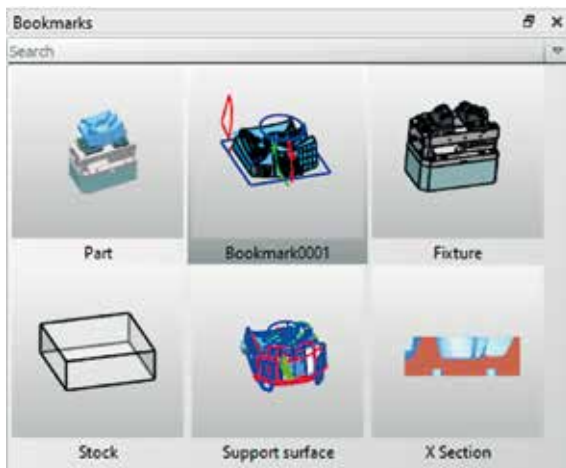 Bookmarks
Search
Part
Bookmark0001
Fixture
Stock
Support surface
X Section